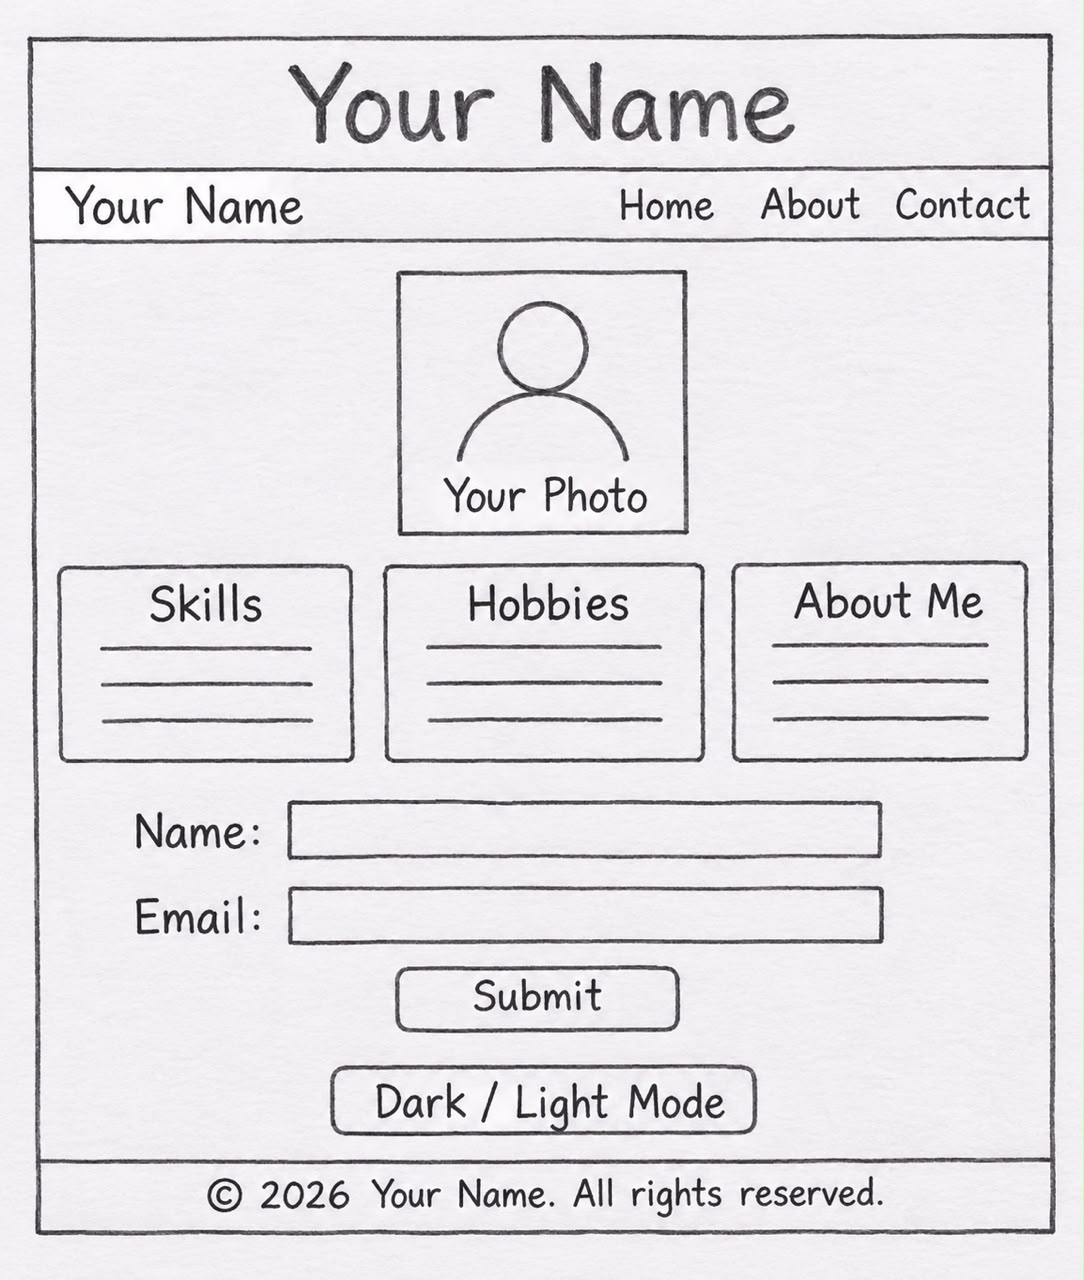 Your Name
Your Name Home About Contact
Your Photo
Skills Hobbies About Me
Name:
Email:
Submit
Dark / Light Mode
© 2026 Your Name. All rights reserved.